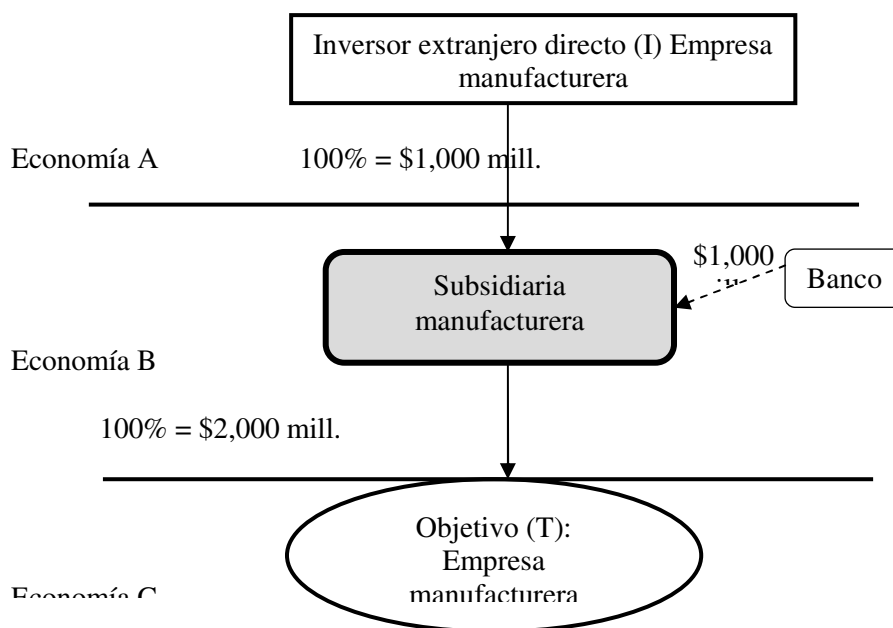 Inversor extranjero directo (I) Empresa
manufacturera
Economía A
100% = $1,000 mill.
$1,000
Banco
Subsidiaria
manufacturera
Economía B
100% = $2,000 mill.
Objetivo (T):
Empresa
manufacturera
Economía C